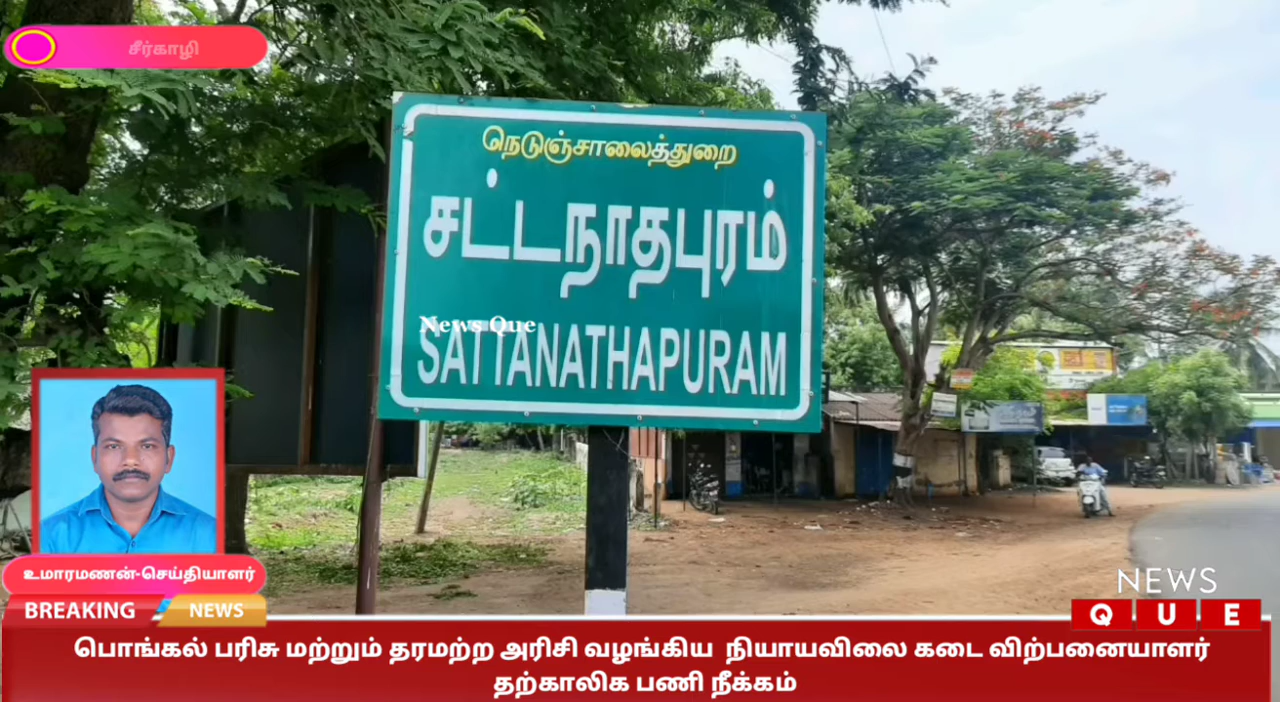 சீர்காழி
நெடுஞ்சாலைத்துறை
சட்டநாதபுரம்
News Que
SATTANATHAPURAM
உமாரமணன்-செய்தியாளர்
BREAKING NEWS
NEWS
QUE
பொங்கல் பரிசு மற்றும் தரமற்ற அரிசி வழங்கிய நியாயவிலை கடை விற்பனையாளர்
தற்காலிக பணி நீக்கம்